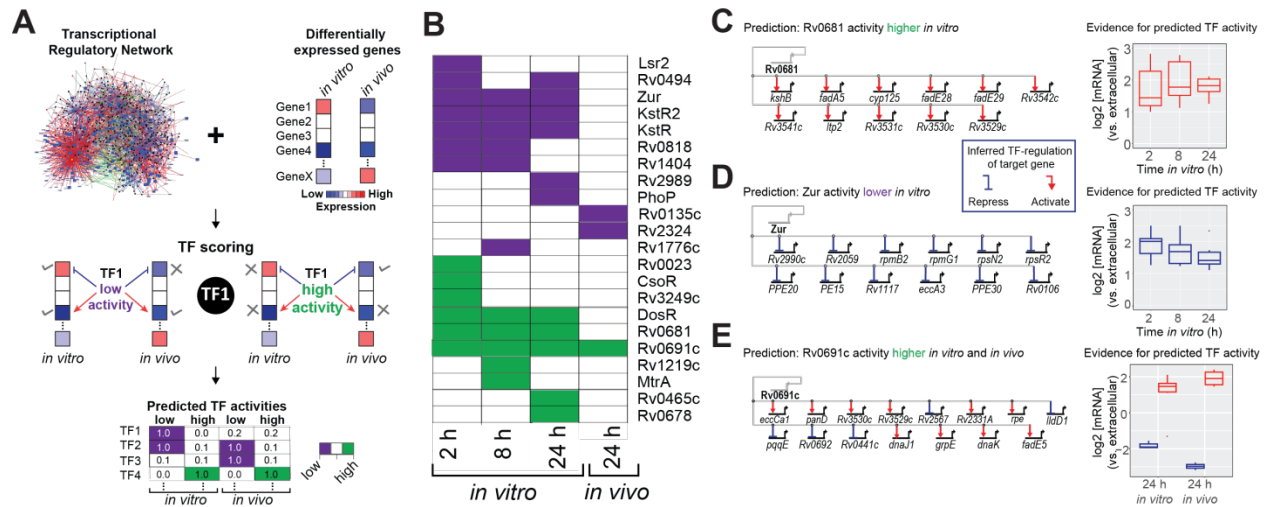 A
Transcriptional
Regulatory Network
Differentially
expressed genes
in vitro
in vivo
Gene1
Gene2
Gene3
Gene4
GeneX
+
Low High
Expression
TF scoring
TF1
low
activity
TF1
TF1
high
activity
in vitro
in vivo
in vitro
in vivo
Predicted TF activities
low high low high
TF1 1.0 0.0 0.2 0.2
TF2 1.0 0.1 1.0 0.1
TF3 0.1 0.1 1.0 0.1
TF4 0.0 1.0 0.0 1.0
low high
in vitro in vivo
B
Lsr2
Rv0494
Zur
KstR2
KstR
Rv0818
Rv1404
Rv2989
PhoP
Rv0135c
Rv2324
Rv1776c
Rv0023
CsoR
Rv3249c
DosR
Rv0681
Rv0691c
Rv1219c
MtrA
Rv0465c
Rv0678
2 h
8 h
24 h
24 h
in vitro
in vivo
C
Prediction: Rv0681 activity higher in vitro
Rv0681
kshB fadA5 cyp125 fadE28 fadE29 Rv3542c
Rv3541c ltp2 Rv3531c Rv3530c Rv3529c
Evidence for predicted TF activity
log2 [mRNA]
(vs. extracellular)
3
2
1
0
2 8 24
Time in vitro (h)
Inferred TF-regulation
of target gene
Repress Activate
D
Prediction: Zur activity lower in vitro
Zur
Rv2990c Rv2059 rpmB2 rpmG1 rpsN2 rpsR2
PPE20 PE15 Rv1117 eccA3 PPE30 Rv0106
Evidence for predicted TF activity
log2 [mRNA]
(vs. extracellular)
3
2
1
0
2 8 24
Time in vitro (h)
E
Prediction: Rv0691c activity higher in vitro and in vivo
Rv0691c
eccCa1 panD Rv3530c Rv3529c Rv2567 Rv2331A rpe lldD1
pqqE Rv0692 Rv0441c dnaJ1 grpE dnaK fadE5
Evidence for predicted TF activity
log2 [mRNA]
(vs. extracellular)
2
0
-2
24 h 24 h
in vitro in vivo